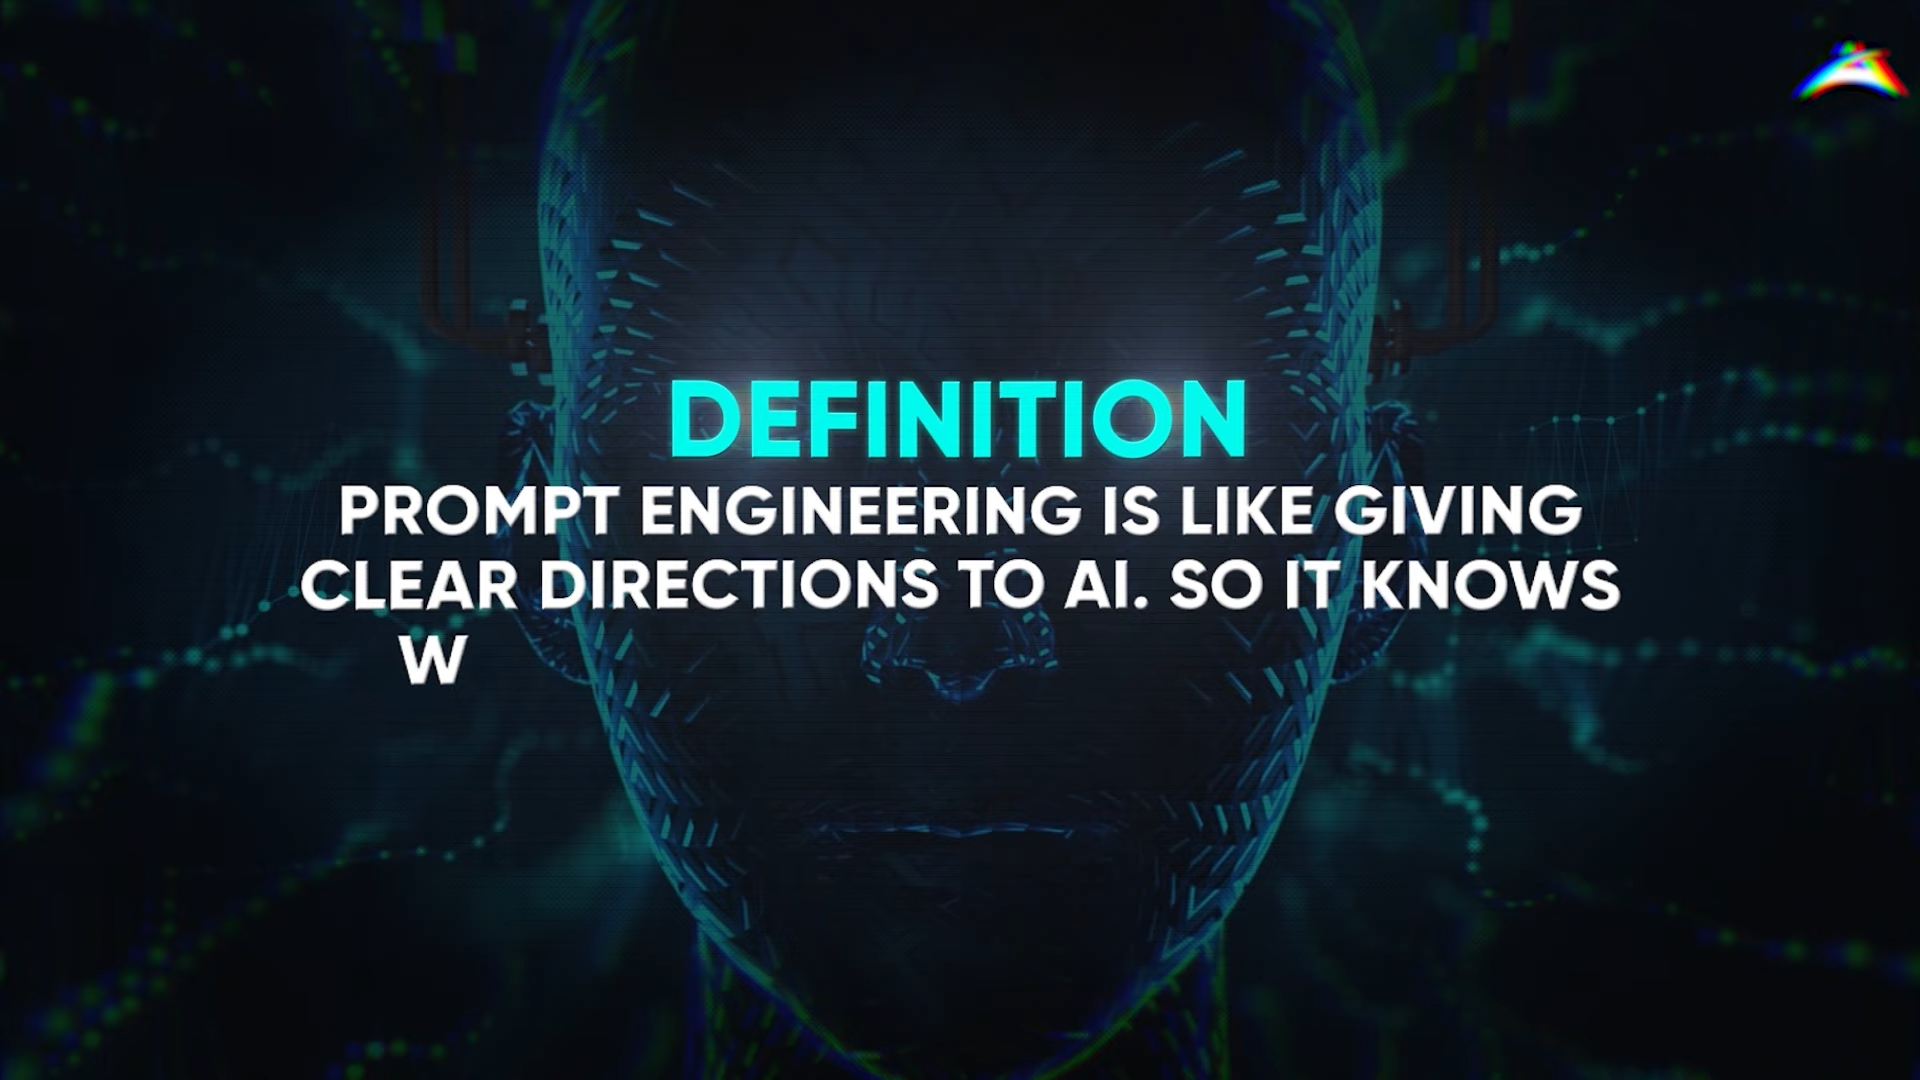 DEFINITION
PROMPT ENGINEERING IS LIKE GIVING
CLEAR DIRECTIONS TO AI. SO IT KNOWS
W